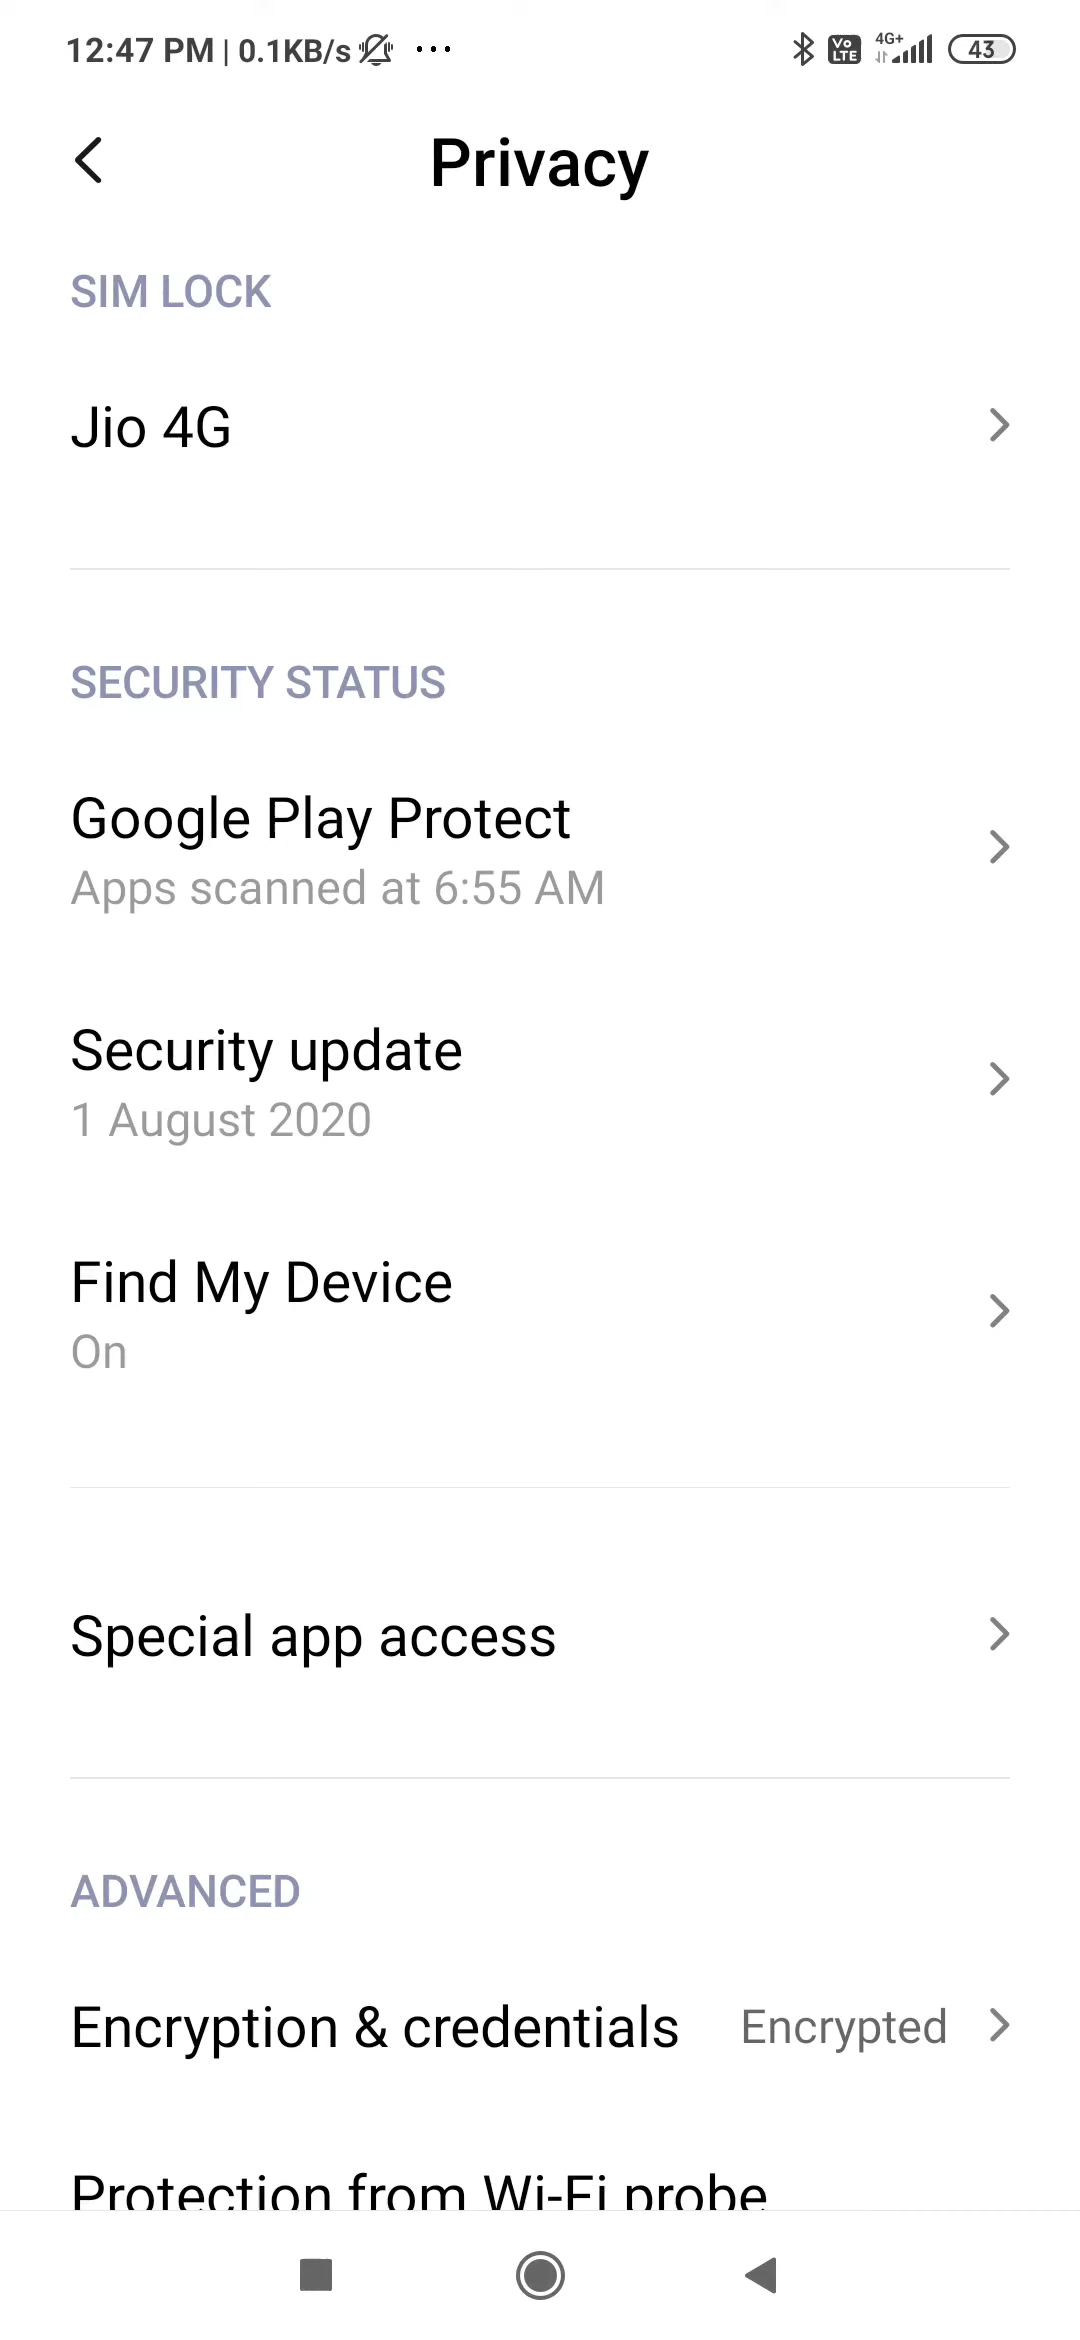 12:47 PM | 0.1KB/s ...
Vo LTE 4G+ 43
Privacy
SIM LOCK
Jio 4G
SECURITY STATUS
Google Play Protect
Apps scanned at 6:55 AM
Security update
1 August 2020
Find My Device
On
Special app access
ADVANCED
Encryption & credentials Encrypted
Protection from Wi-Fi probe